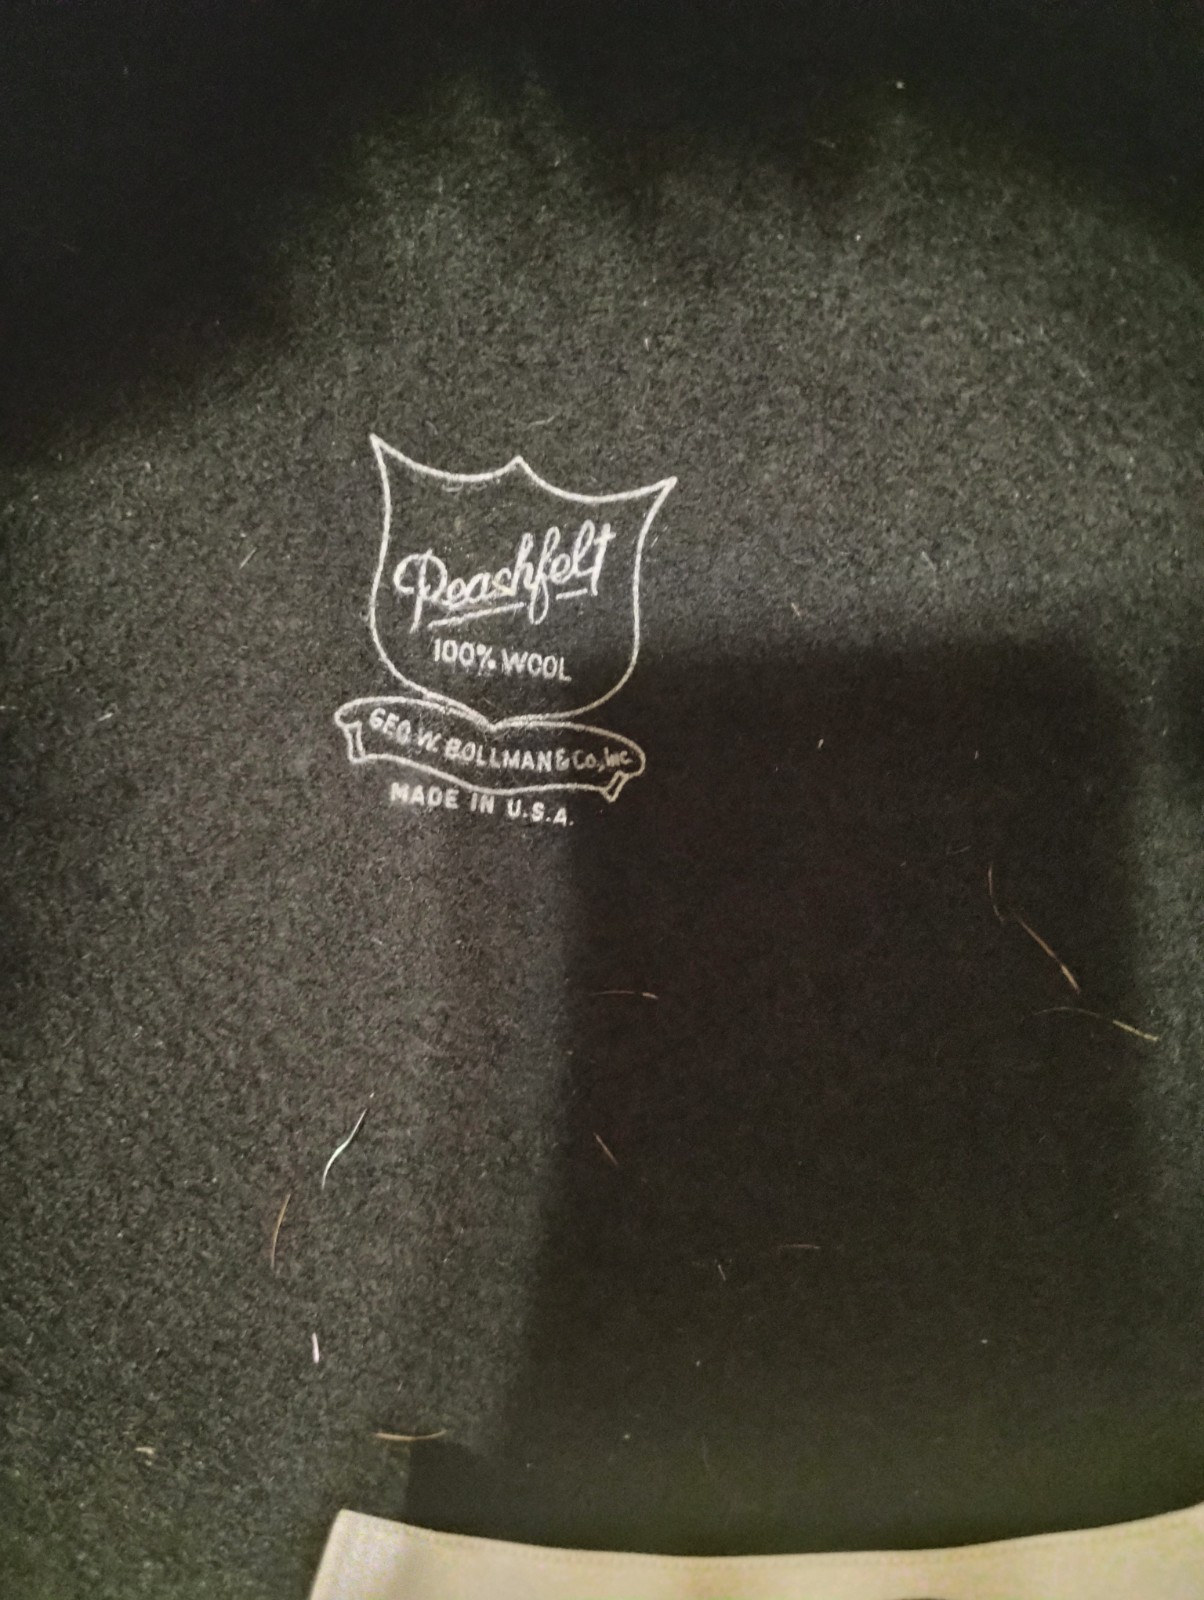 Peachfelt
100% WOOL
GEO. W. BOLLMAN & Co., Inc.
MADE IN U.S.A.